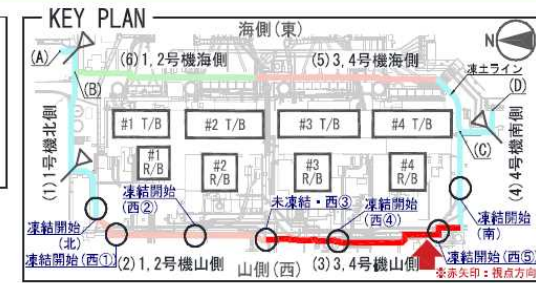 KEY PLAN
海側(東)
N
(A)
(6)1,2号機海側
(5)3,4号機海側
凍土ライン
(D)
(B)
#1 T/B
#2 T/B
#3 T/B
#4 T/B
(C)
(1)1号機北側
#1
R/B
#2
R/B
#3
R/B
#4
R/B
(4)4号機南側
凍結開始
(西②)
未凍結・西③
凍結開始
(西④)
凍結開始
(北)
凍結開始
(南)
凍結開始(西①)
(2)1,2号機山側
山側(西)
(3)3,4号機山側
凍結開始(西⑤)
※赤矢印：視点方向